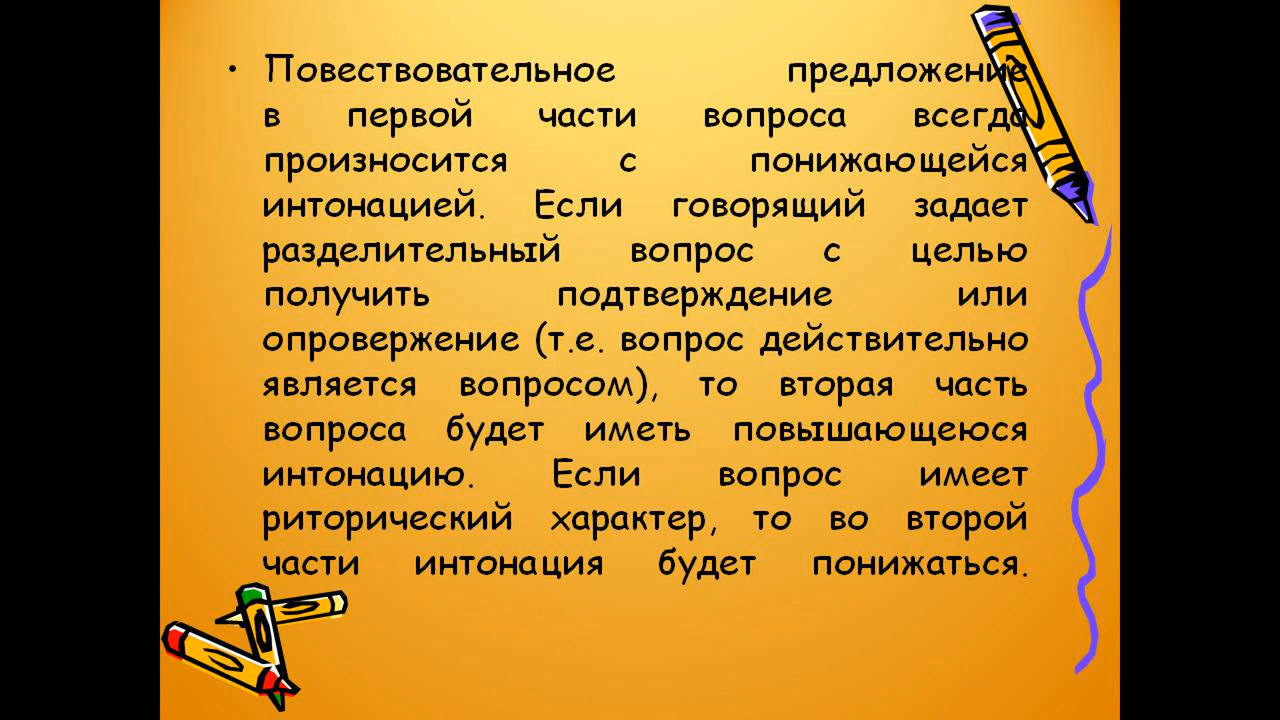 • Повествовательное предложение
в первой части вопроса всегда
произносится с понижающейся
интонацией. Если говорящий задает
разделительный вопрос с целью
получить подтверждение или
опровержение (т.е. вопрос действительно
является вопросом), то вторая часть
вопроса будет иметь повышающеюся
интонацию. Если вопрос имеет
риторический характер, то во второй
части интонация будет понижаться.